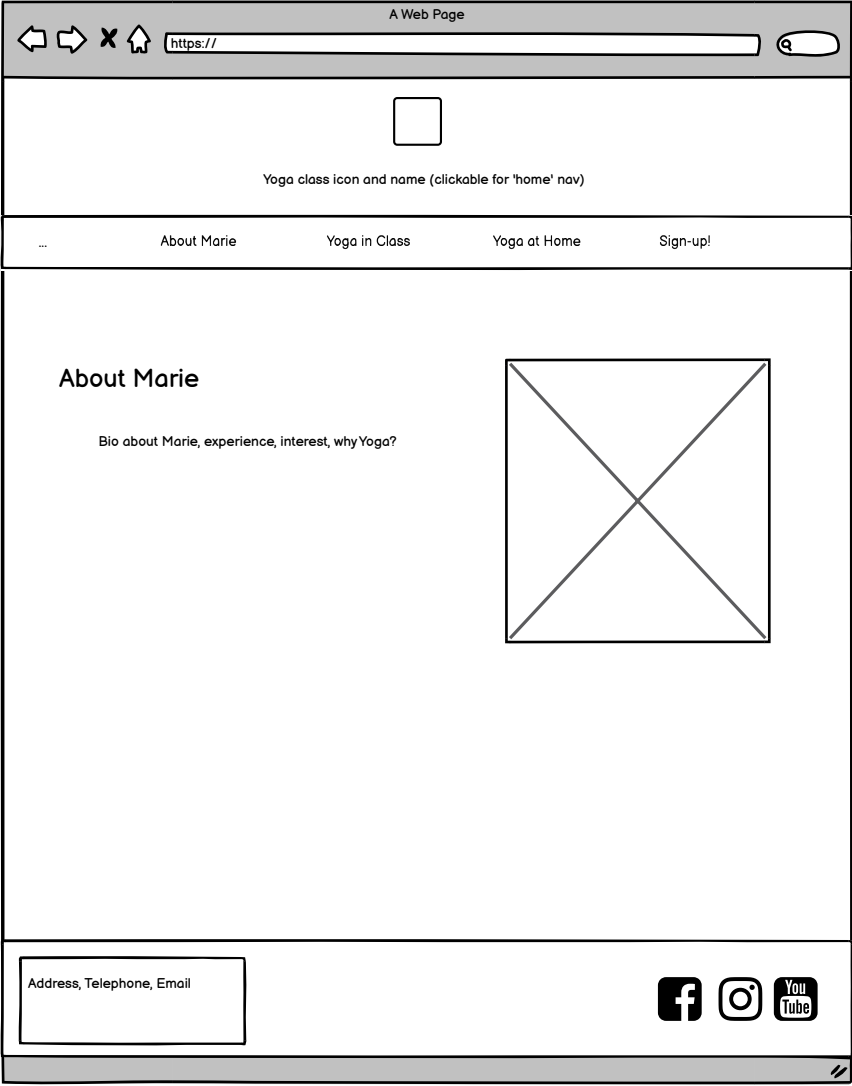 A Web Page
https://
Yoga class icon and name (clickable for 'home' nav)
... About Marie Yoga in Class Yoga at Home Sign-up!
About Marie
Bio about Marie, experience, interest, why Yoga?
Address, Telephone, Email
You
Tube